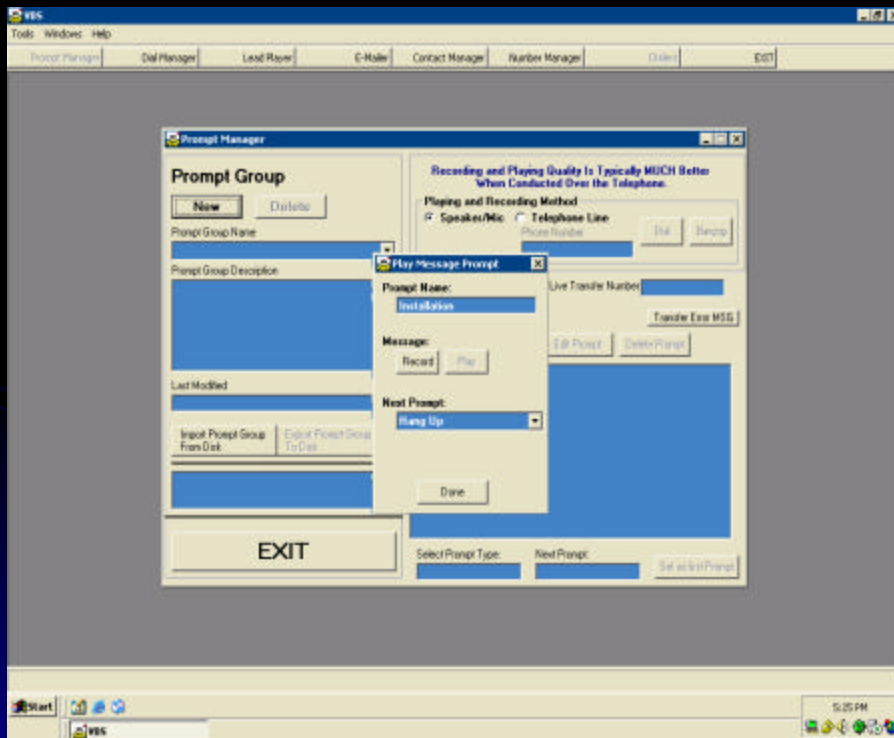 VBS
Tools Windows Help
Prompt Manager Dial Manager Lead Player E-Mailer Contact Manager Number Manager Dialers EXIT
Prompt Manager
Prompt Group
New Delete
Prompt Group Name
Prompt Group Description
Last Modified
Import Prompt Group
From Disk
Export Prompt Group
To Disk
EXIT
Recording and Playing Quality Is Typically MUCH Better
When Conducted Over the Telephone.
Playing and Recording Method
Speaker/Mic Telephone Line
Phone Number
Dial Hangup
Live Transfer Number
Transfer Error MSG
Edit Prompt Delete Prompt
Select Prompt Type: Next Prompt:
Set as first Prompt
Play Message Prompt
Prompt Name:
Installation
Message:
Record Play
Next Prompt:
Hang Up
Done
Start
5:25 PM
VBS